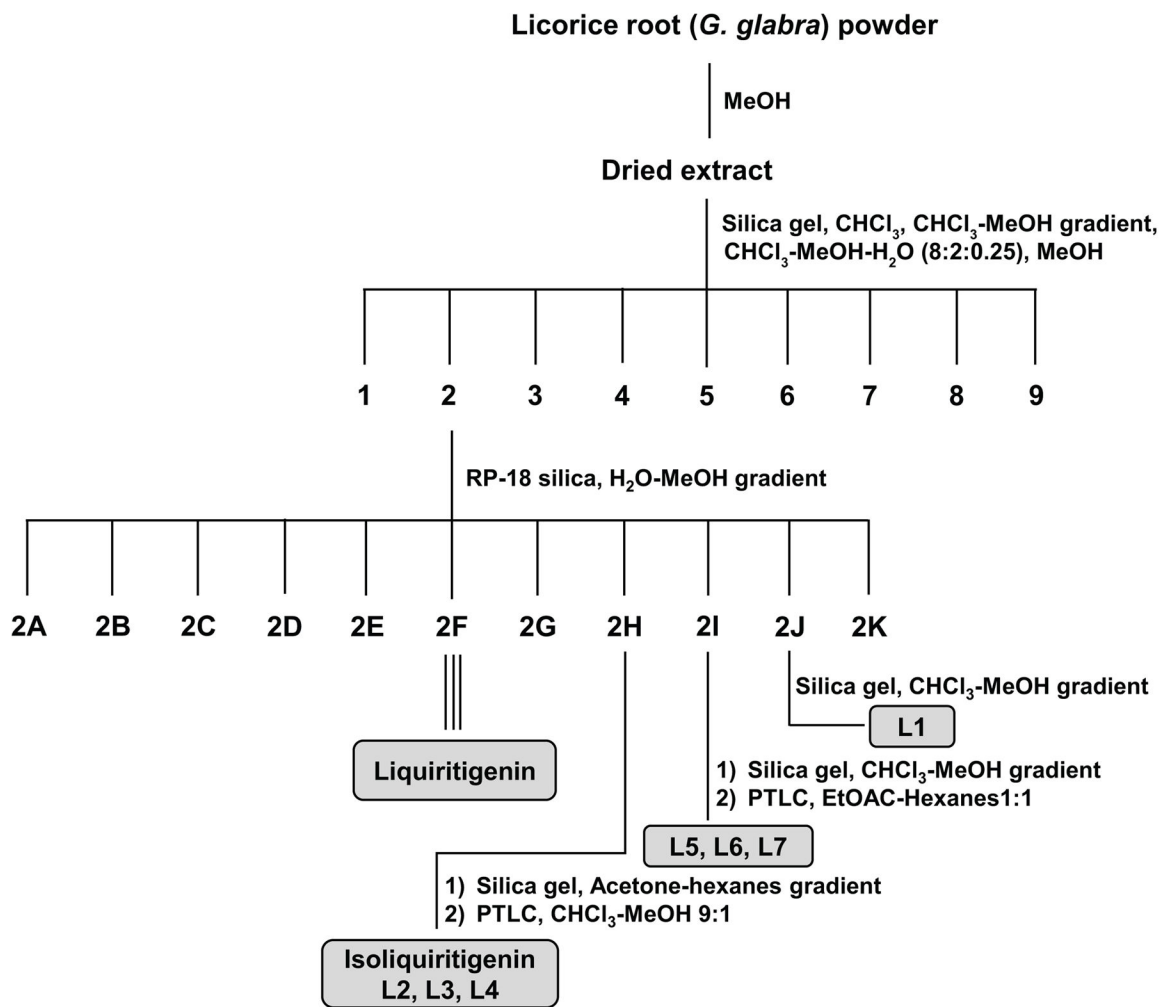 Licorice root (G. glabra) powder
MeOH
Dried extract
Silica gel, CHCl₃, CHCl₃-MeOH gradient,
CHCl₃-MeOH-H₂O (8:2:0.25), MeOH
1 2 3 4 5 6 7 8 9
RP-18 silica, H₂O-MeOH gradient
2A 2B 2C 2D 2E 2F 2G 2H 2I 2J 2K
Silica gel, CHCl₃-MeOH gradient
L1
Liquiritigenin
1) Silica gel, CHCl₃-MeOH gradient
2) PTLC, EtOAC-Hexanes1:1
L5, L6, L7
1) Silica gel, Acetone-hexanes gradient
2) PTLC, CHCl₃-MeOH 9:1
Isoliquiritigenin
L2, L3, L4